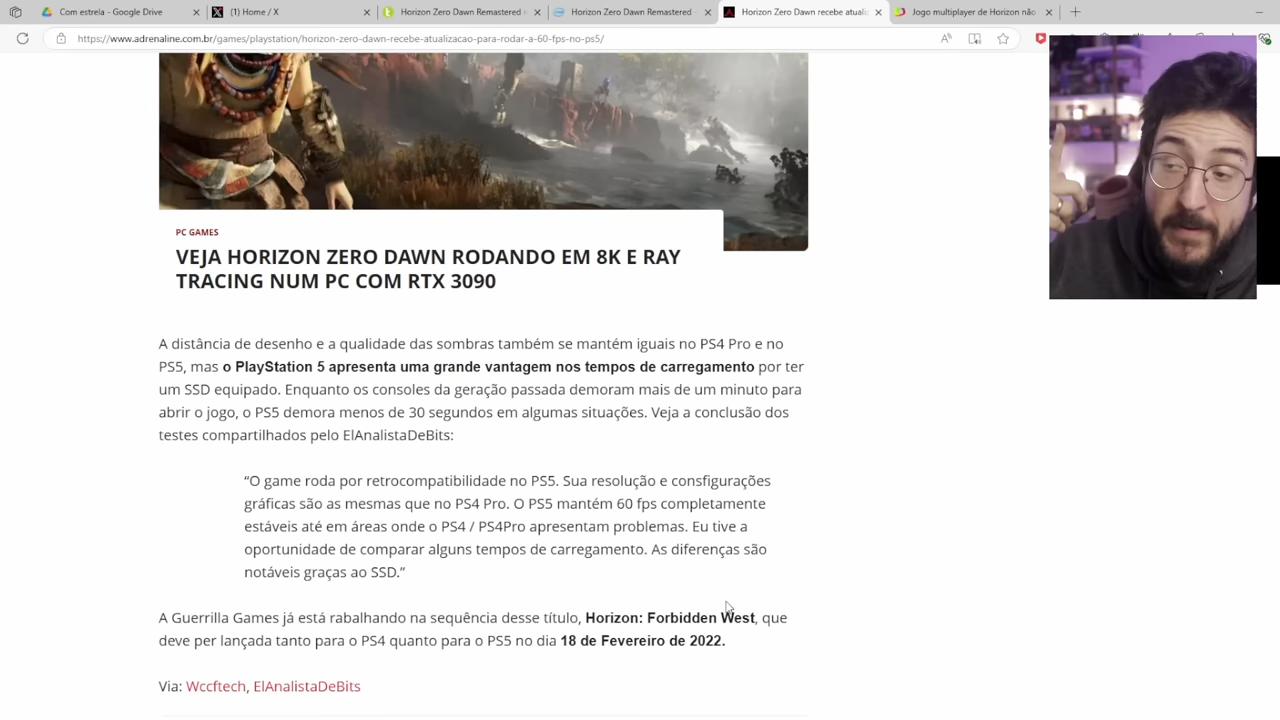 Com estrela - Google Drive
(1) Home / X
Horizon Zero Dawn Remastered
Horizon Zero Dawn Remastered
Horizon Zero Dawn recebe atuali
Jogo multiplayer de Horizon não
https://www.adrenaline.com.br/games/playstation/horizon-zero-dawn-recebe-atualizacao-para-rodar-a-60-fps-no-ps5/
PC GAMES
VEJA HORIZON ZERO DAWN RODANDO EM 8K E RAY
TRACING NUM PC COM RTX 3090
A distância de desenho e a qualidade das sombras também se mantém iguais no PS4 Pro e no
PS5, mas o PlayStation 5 apresenta uma grande vantagem nos tempos de carregamento por ter
um SSD equipado. Enquanto os consoles da geração passada demoram mais de um minuto para
abrir o jogo, o PS5 demora menos de 30 segundos em algumas situações. Veja a conclusão dos
testes compartilhados pelo ElAnalistaDeBits:
“O game roda por retrocompatibilidade no PS5. Sua resolução e consfigurações
gráficas são as mesmas que no PS4 Pro. O PS5 mantém 60 fps completamente
estáveis até em áreas onde o PS4 / PS4Pro apresentam problemas. Eu tive a
oportunidade de comparar alguns tempos de carregamento. As diferenças são
notáveis graças ao SSD.”
A Guerrilla Games já está rabalhando na sequência desse título, Horizon: Forbidden West, que
deve per lançada tanto para o PS4 quanto para o PS5 no dia 18 de Fevereiro de 2022.
Via: Wccftech, ElAnalistaDeBits